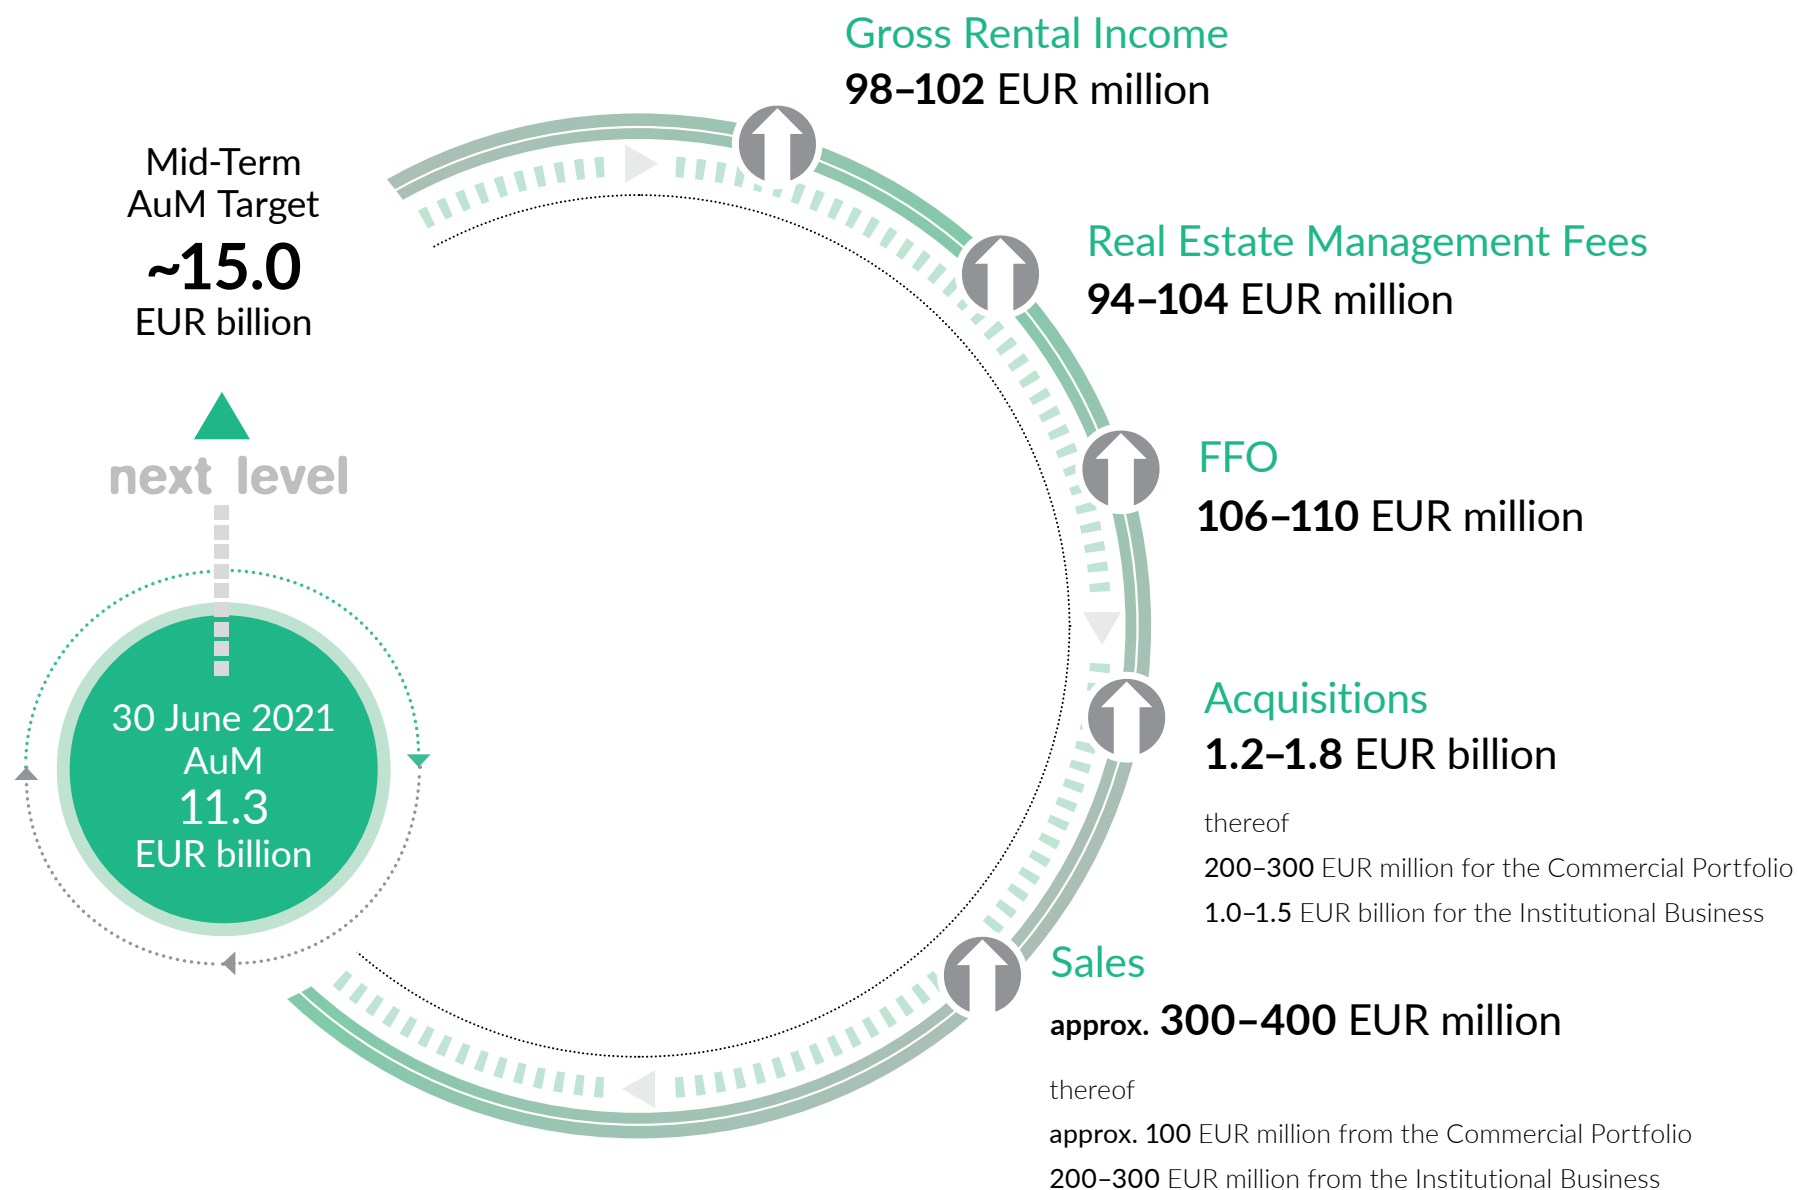 Gross Rental Income
98–102 EUR million
Mid-Term
AuM Target
~15.0
EUR billion
Real Estate Management Fees
94–104 EUR million
next level
FFO
106–110 EUR million
30 June 2021
AuM
11.3
EUR billion
Acquisitions
1.2–1.8 EUR billion
thereof
200–300 EUR million for the Commercial Portfolio
1.0–1.5 EUR billion for the Institutional Business
Sales
approx. 300–400 EUR million
thereof
approx. 100 EUR million from the Commercial Portfolio
200–300 EUR million from the Institutional Business